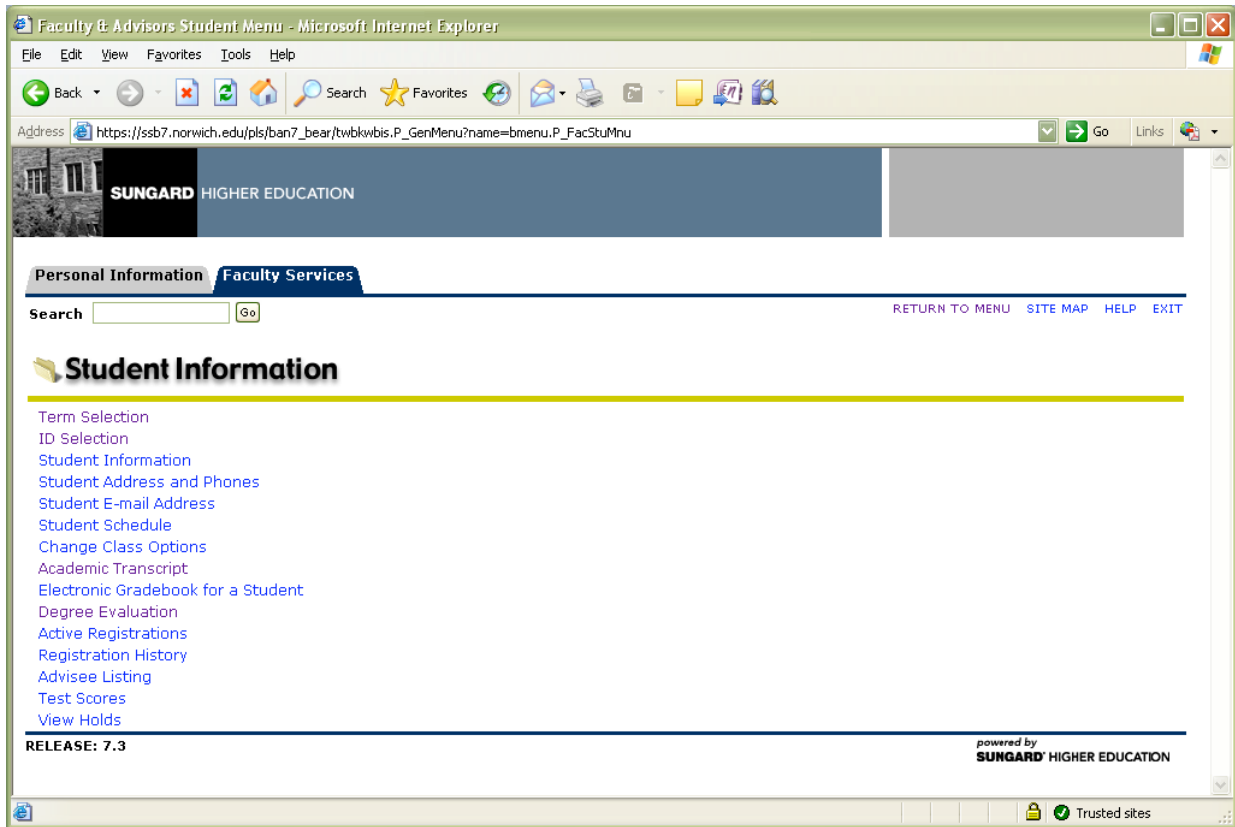 Faculty & Advisors Student Menu - Microsoft Internet Explorer
File Edit View Favorites Tools Help
Back Search Favorites
Address https://ssb7.norwich.edu/pls/ban7_bear/twbkwbis.P_GenMenu?name=bmenu.P_FacStuMnu Go Links
SUNGARD HIGHER EDUCATION
Personal Information Faculty Services
Search Go RETURN TO MENU SITE MAP HELP EXIT
Student Information
Term Selection
ID Selection
Student Information
Student Address and Phones
Student E-mail Address
Student Schedule
Change Class Options
Academic Transcript
Electronic Gradebook for a Student
Degree Evaluation
Active Registrations
Registration History
Advisee Listing
Test Scores
View Holds
RELEASE: 7.3
powered by
SUNGARD' HIGHER EDUCATION
Trusted sites